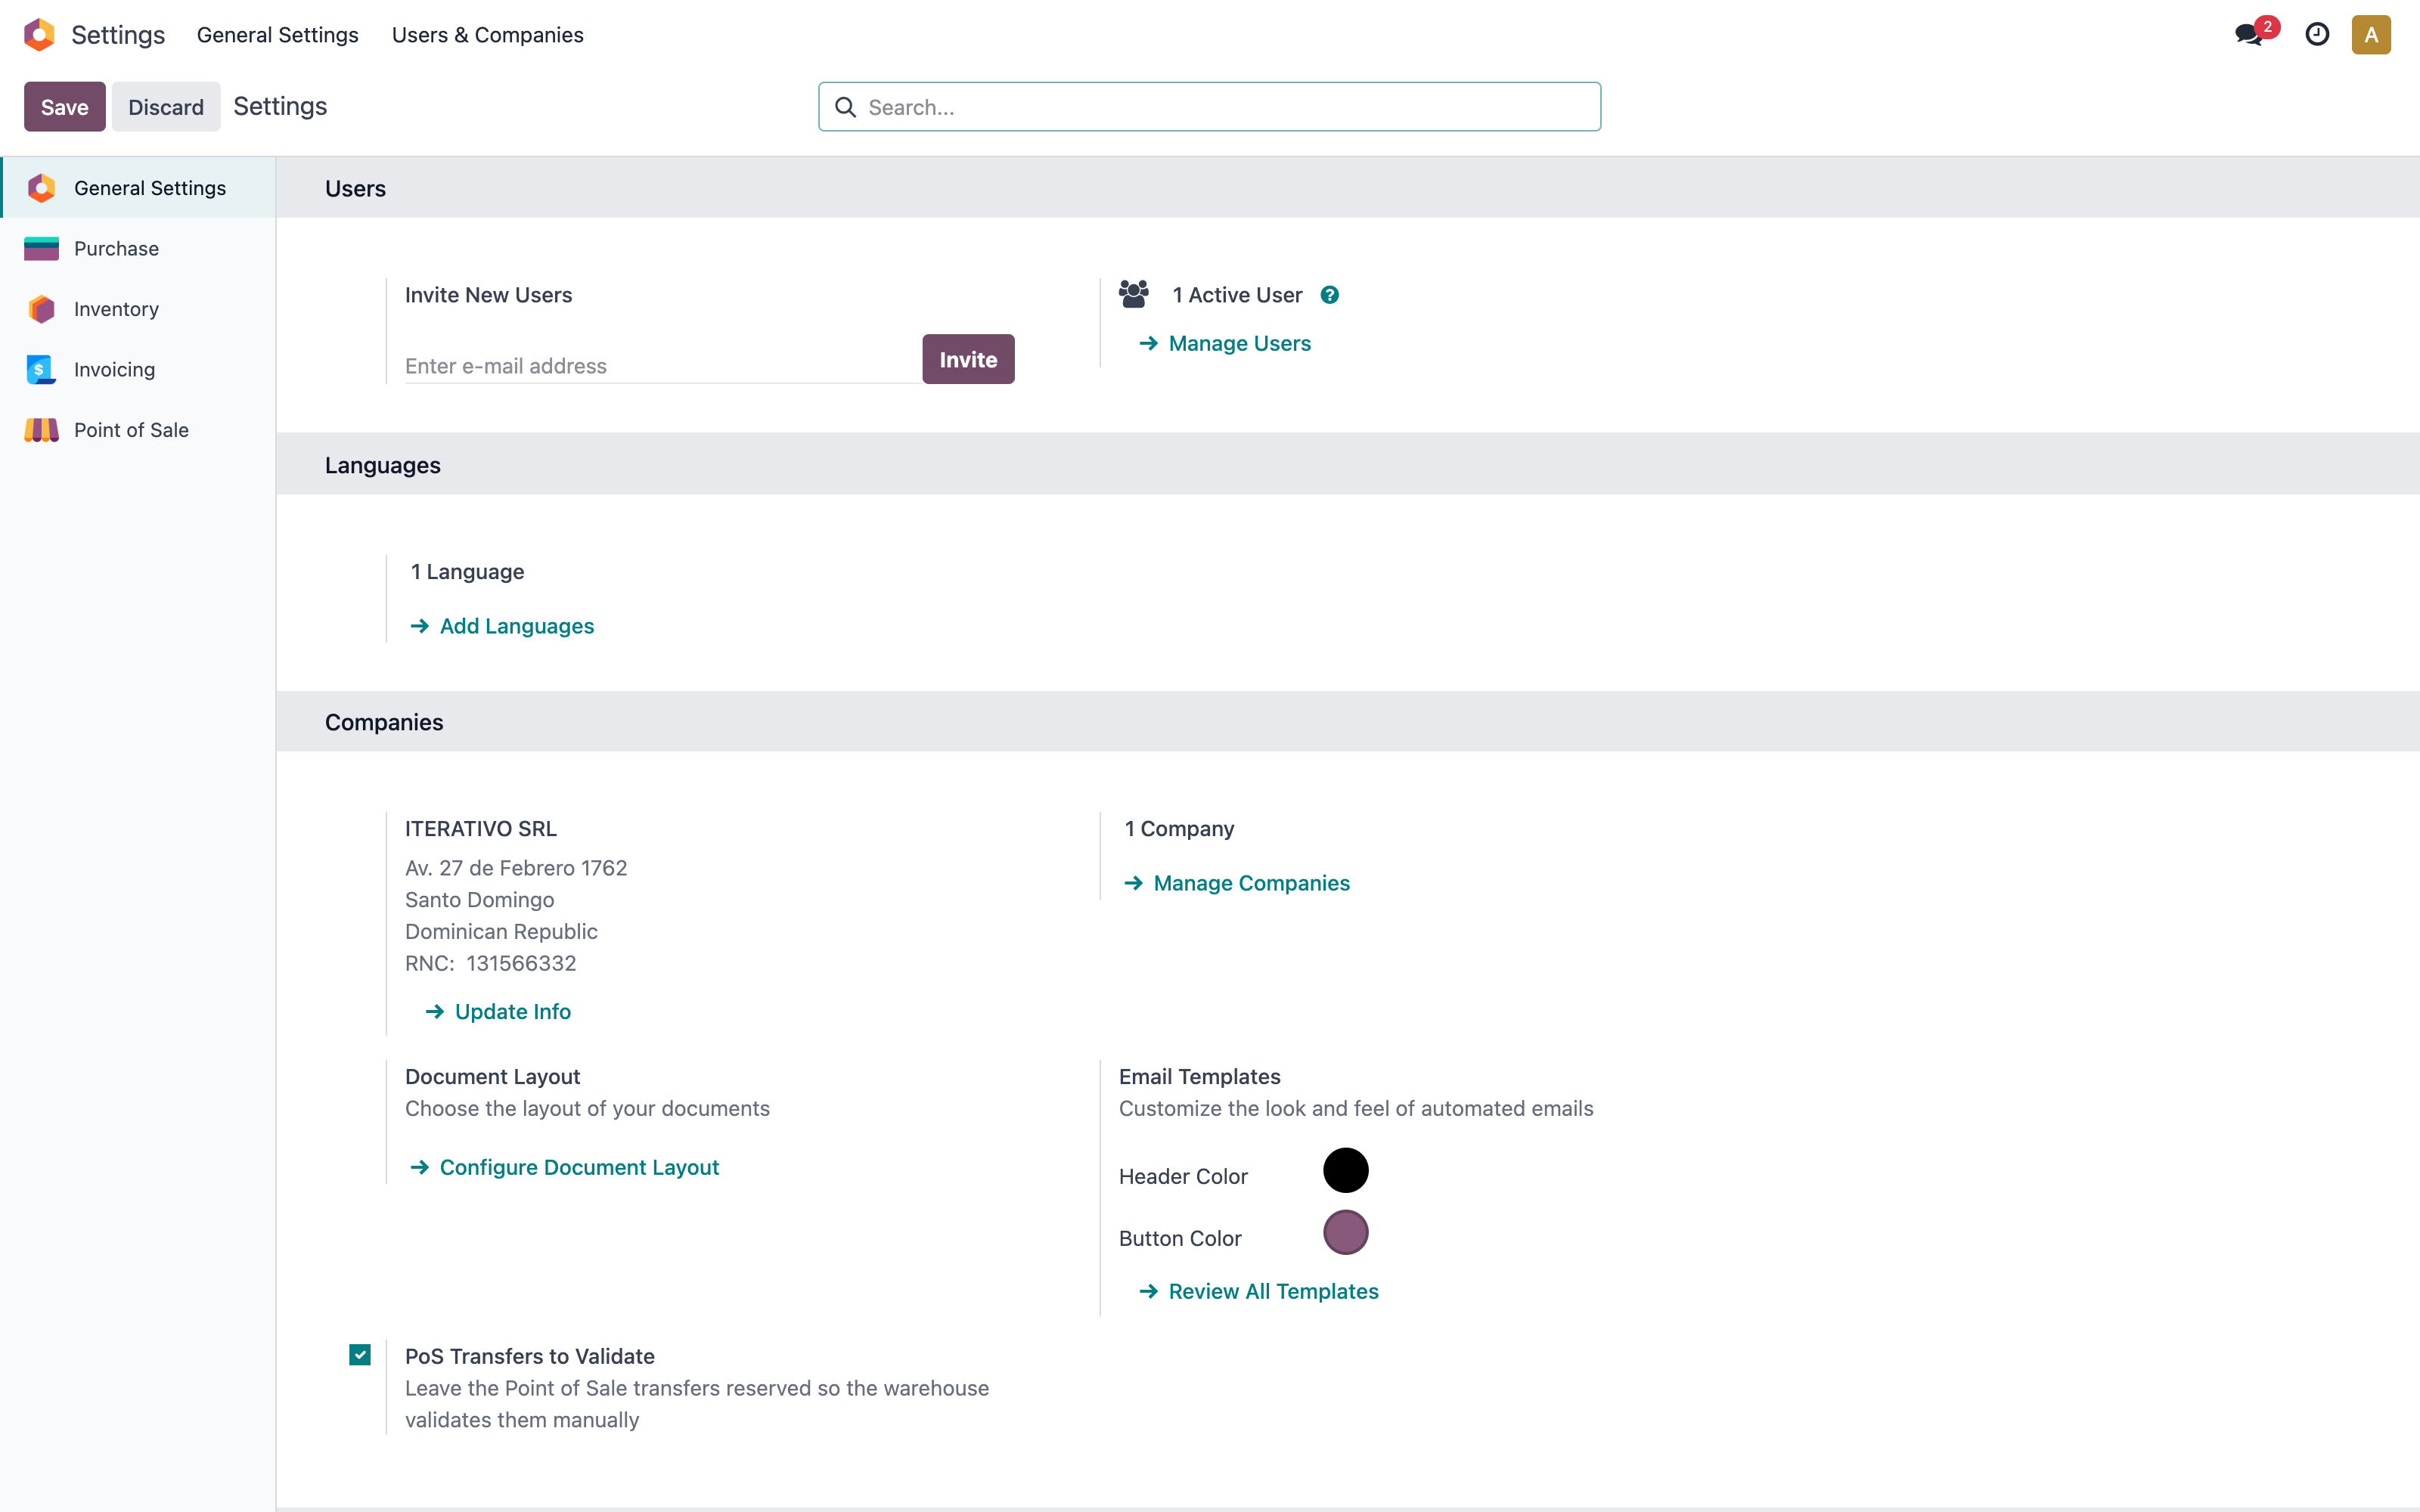 Settings General Settings Users & Companies 2 A
Save Discard Settings Search...
General Settings
Purchase
Inventory
Invoicing
$
Point of Sale
Users
Invite New Users
Enter e-mail address Invite
1 Active User ?
Manage Users
Languages
1 Language
Add Languages
Companies
ITERATIVO SRL
Av. 27 de Febrero 1762
Santo Domingo
Dominican Republic
RNC: 131566332
Update Info
1 Company
Manage Companies
Document Layout
Choose the layout of your documents
Configure Document Layout
Email Templates
Customize the look and feel of automated emails
Header Color
Button Color
Review All Templates
PoS Transfers to Validate
Leave the Point of Sale transfers reserved so the warehouse
validates them manually